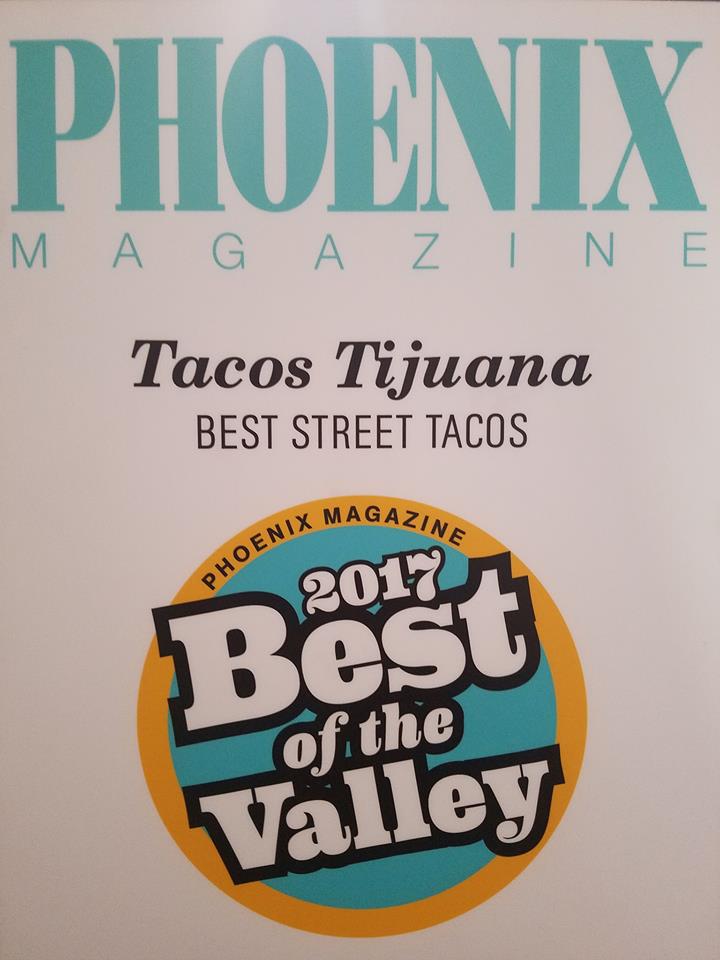 PHOENIX
MAGAZINE
Tacos Tijuana
BEST STREET TACOS
PHOENIX MAGAZINE
2017
Best
of the
Valley